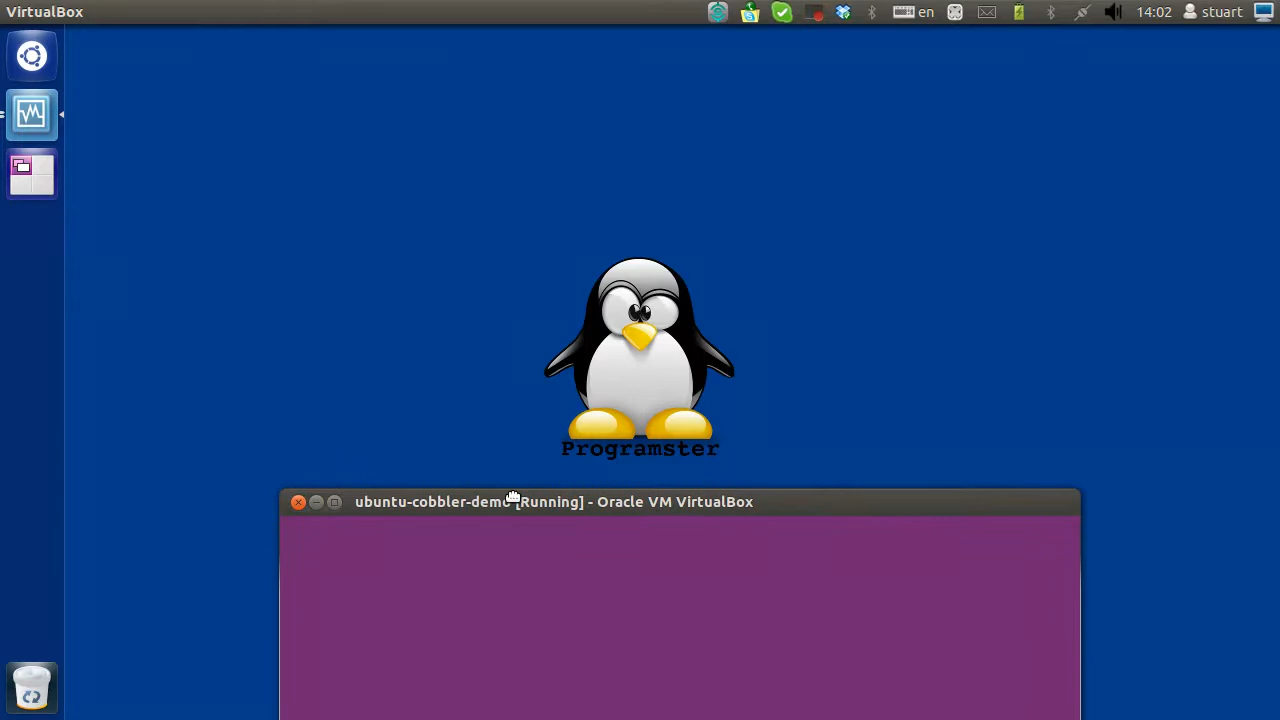 VirtualBox
en
14:02
stuart
Programster
ubuntu-cobbler-demo [Running] - Oracle VM VirtualBox